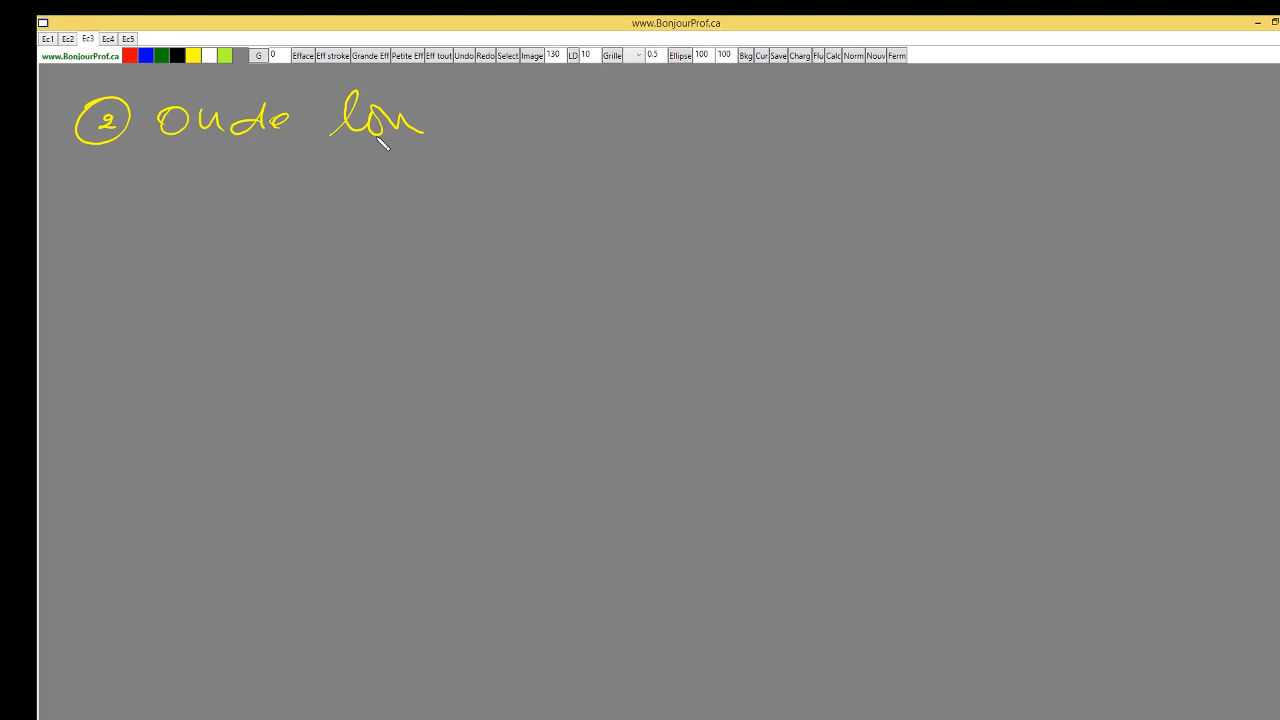 www.BonjourProf.ca
Ec1 Ec2 Ec3 Ec4 Ec5
www.BonjourProf.ca G 0 Efface Eff stroke Grande Eff Petite Eff Eff tout Undo Redo Select Image 130 LD 10 Grille 0.5 Ellipse 100 100 Bkg Cur Save Charg Flu Calc Norm Nouv Ferm
2 Onde lon